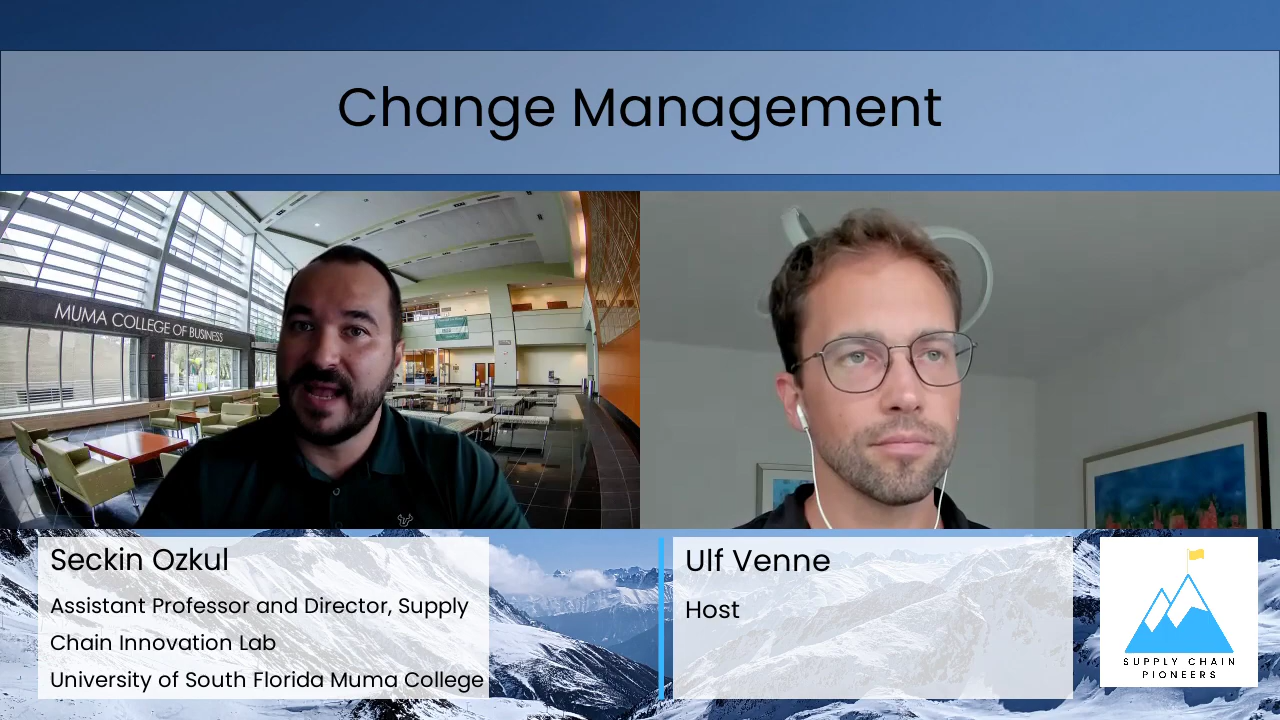 Change Management
MUMA COLLEGE OF BUSINESS
Seckin Ozkul
Assistant Professor and Director, Supply
Chain Innovation Lab
University of South Florida Muma College
Ulf Venne
Host
SUPPLY CHAIN
PIONEERS